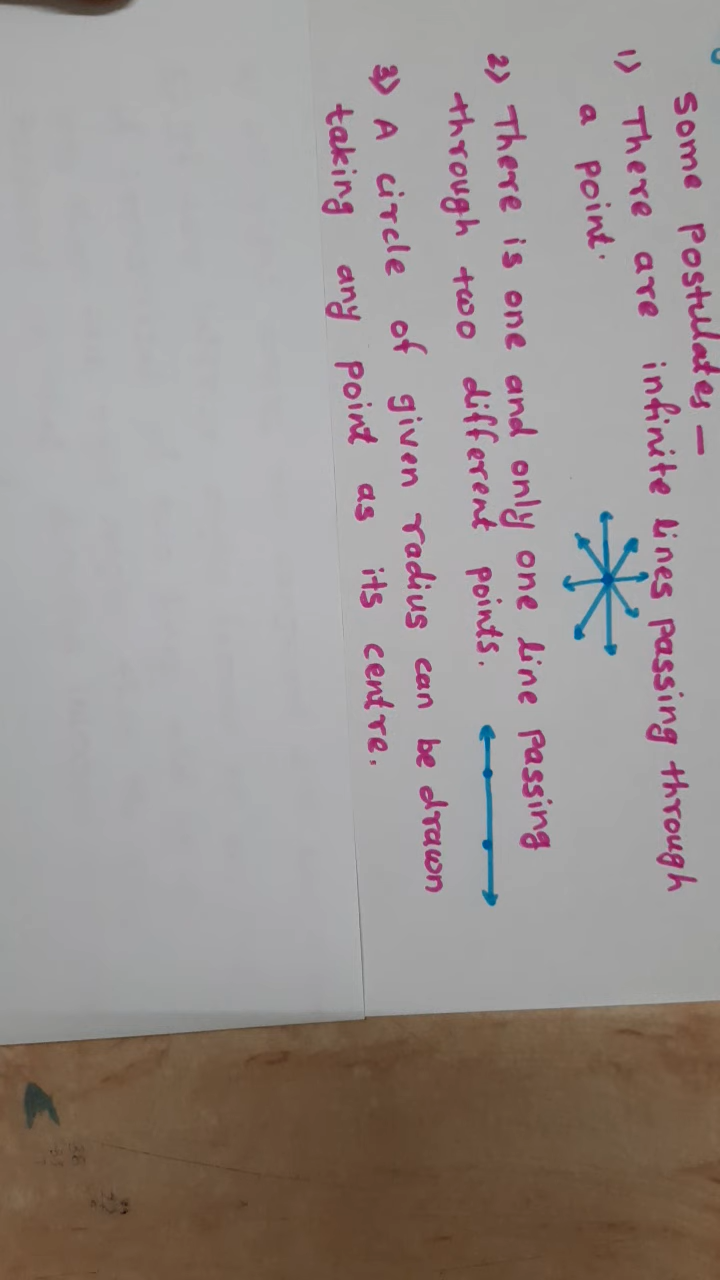 Some postulates -
1) There are infinite lines passing through
a point.
2) There is one and only one line passing
through two different points.
3) A circle of given radius can be drawn
taking any point as its centre.